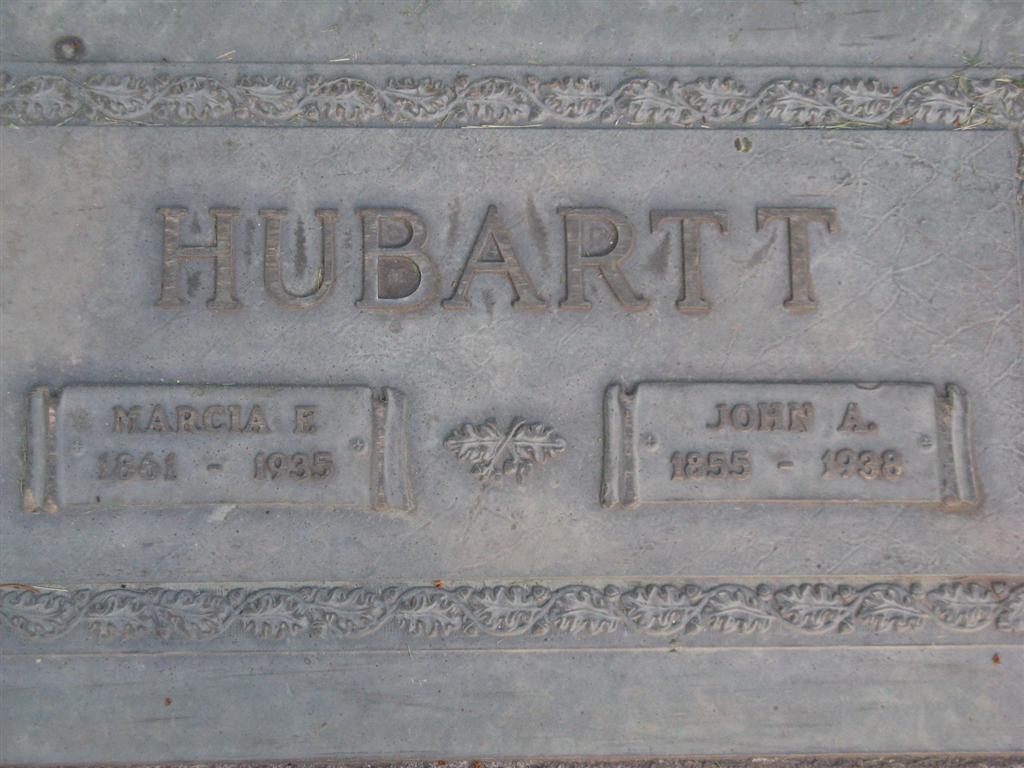 HUBARTT
MARCIA E.
1861 - 1935
JOHN A.
1855 - 1938